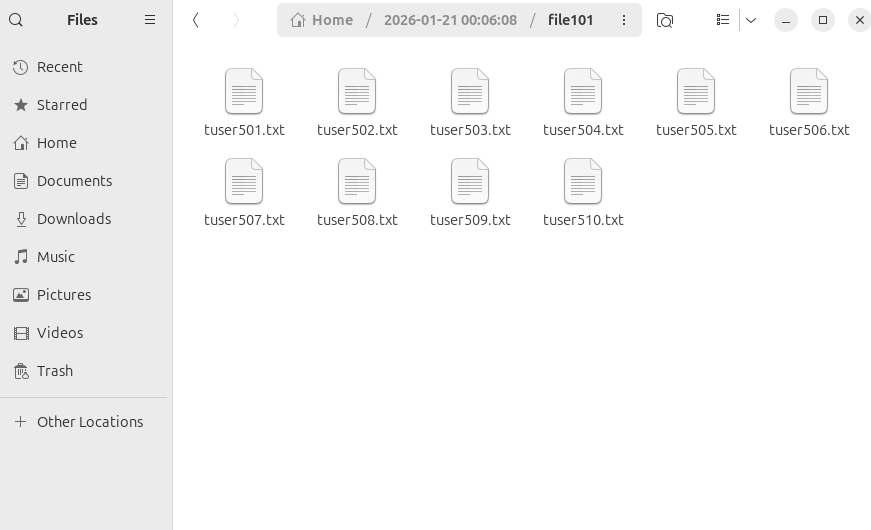 Files
Home / 2026-01-21 00:06:08 / file101
Recent
Starred
Home
Documents
Downloads
Music
Pictures
Videos
Trash
Other Locations
tuser501.txt tuser502.txt tuser503.txt tuser504.txt tuser505.txt tuser506.txt
tuser507.txt tuser508.txt tuser509.txt tuser510.txt